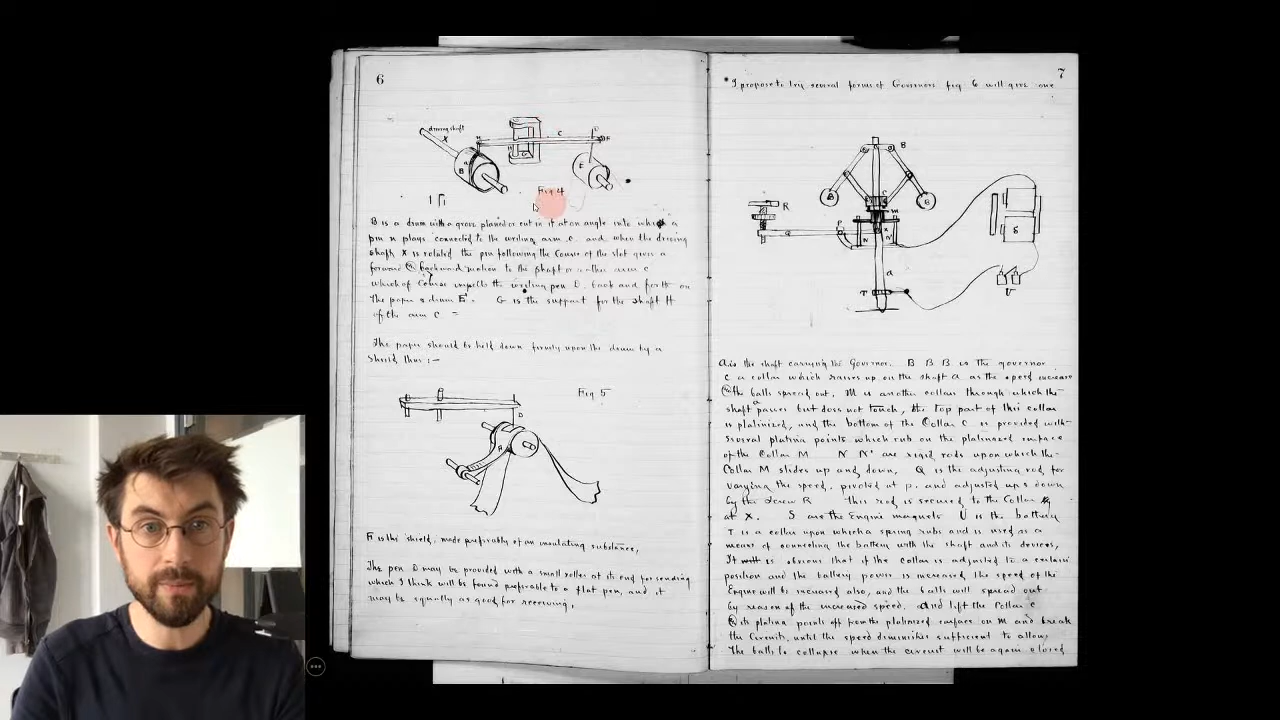 6
driving shaft
X
H
C
D
B
G
E
Fig 4
B is a drum with a grove planed or cut in it at an angle into which a
pin n plays connected to the writing arm C. and when the driving
shaft X is rotated the pin following the course of the slot gives a
forward & backward motion to the shaft or rather arm C
which of course impells the writing pen D. back and forth on
the paper & drum E. G is the support for the shaft H
of the arm C =
The paper should be held down firmly upon the drum by a
shield thus:—
Fig 5
D
is the shield, made preferably of an insulating substance,
The pen D may be provided with a small roller at its end for sending
which I think will be found preferable to a flat pen, and it
may be equally as good for receiving,
7
I propose to try several forms of Governors fig 6 will give one
B
B
B
C
R
M
P
Q
N
N'
X
S
a
T
U
A is the shaft carrying the Governor. B B B is the governor
C a collar which raises up on the shaft a as the speed increase
& the balls spread out. M is another collar through which the
shaft a passes but does not touch, the top part of this collar
is platinized, and the bottom of the Collar C is provided with
several platina points which rub on the platinized surface
of the Collar M N N' are rigid rods upon which the
Collar M slides up and down, Q is the adjusting rod for
varying the speed, pivoted at p. and adjusted up & down
by the screw R this rod is secured to the Collar
at X. S are the Engine magnets U is the battery
T is a collar upon which a spring rubs and is used as a
means of connecting the battery with the shaft and its devices,
It is obvious that if the Collar is adjusted to a certain
position and the battery power is increased the speed of the
Engine will be increased also, and the balls will spread out
by reason of the increased speed, and lift the Collar C
& its platina points off from the platinized surface on M and break
the Circuits, until the speed diminishes sufficient to allow
The balls to collapse when the circuit will be again closed